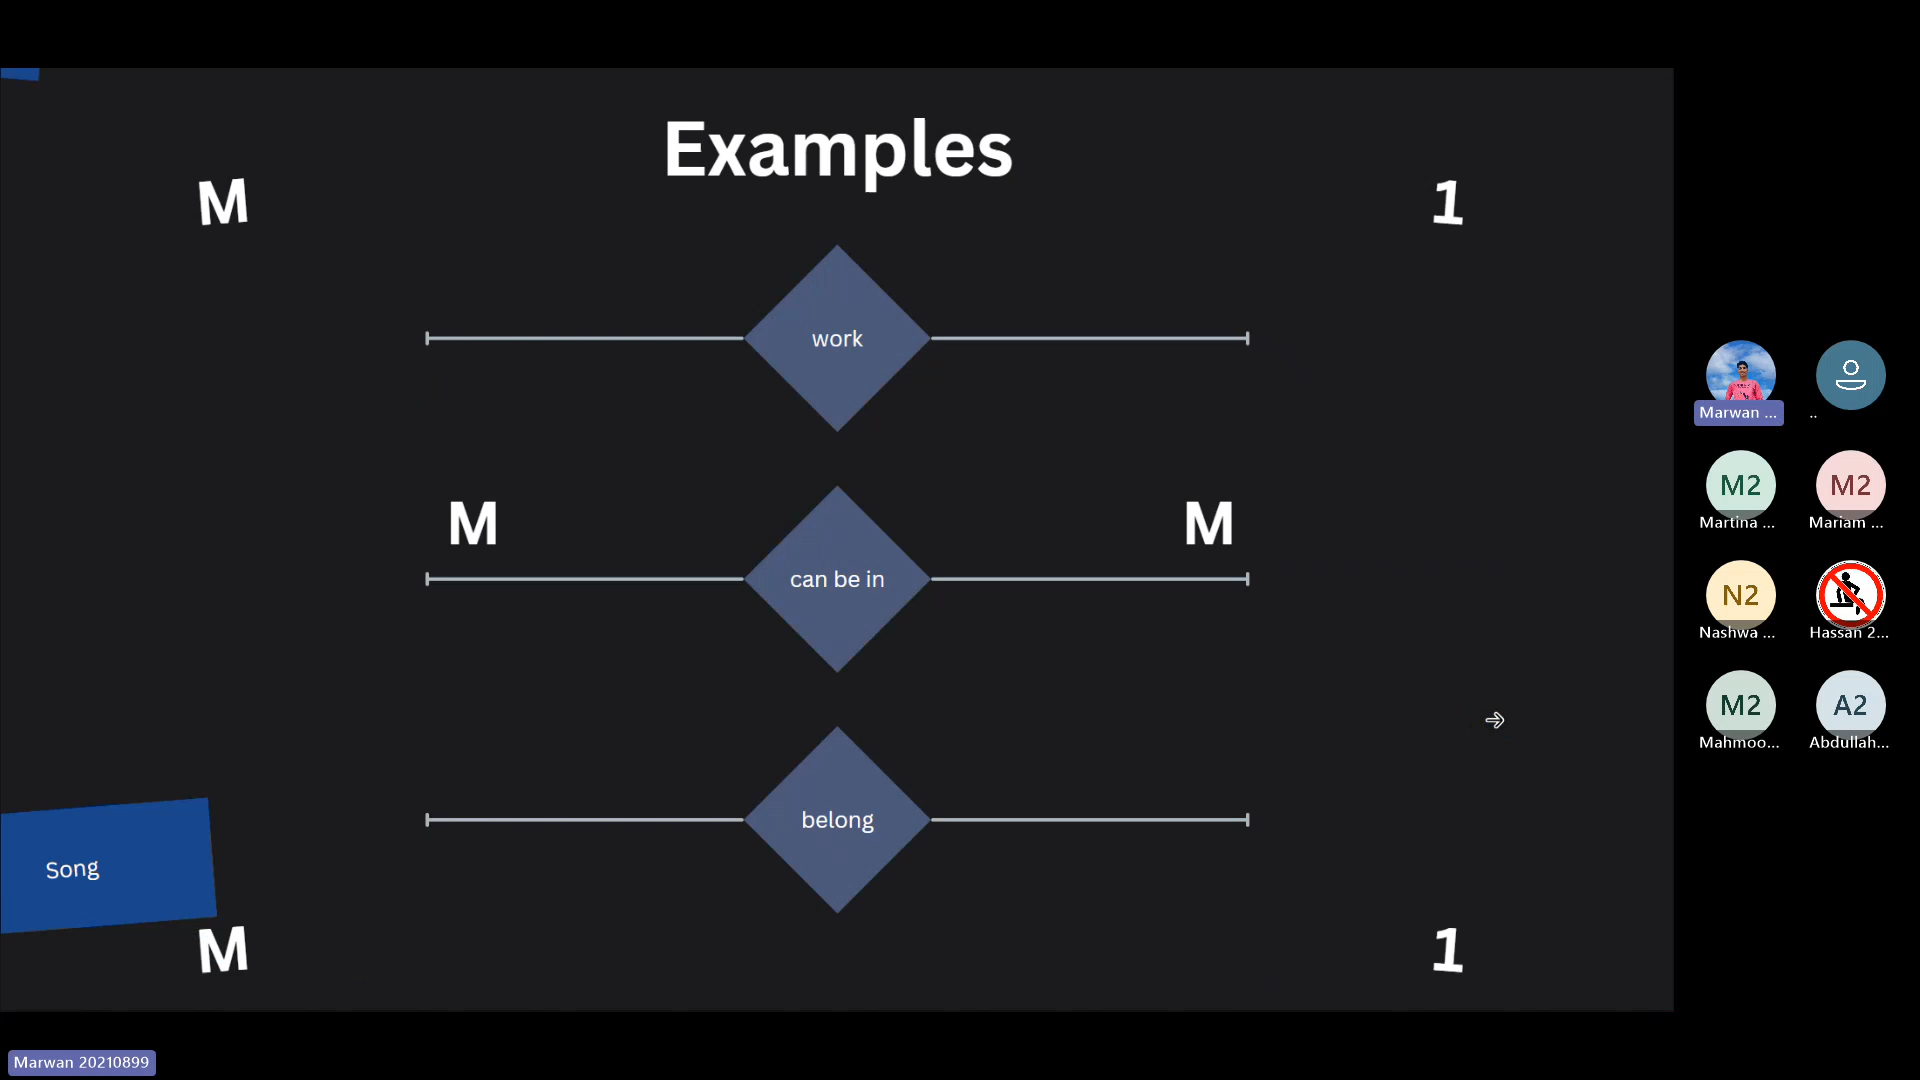 Examples
M
1
work
M
M
can be in
belong
Song
M
1
Marwan ...
..
M2
M2
Martina ...
Mariam ...
N2
Nashwa ...
Hassan 2...
M2
A2
Mahmoo...
Abdullah...
Marwan 20210899